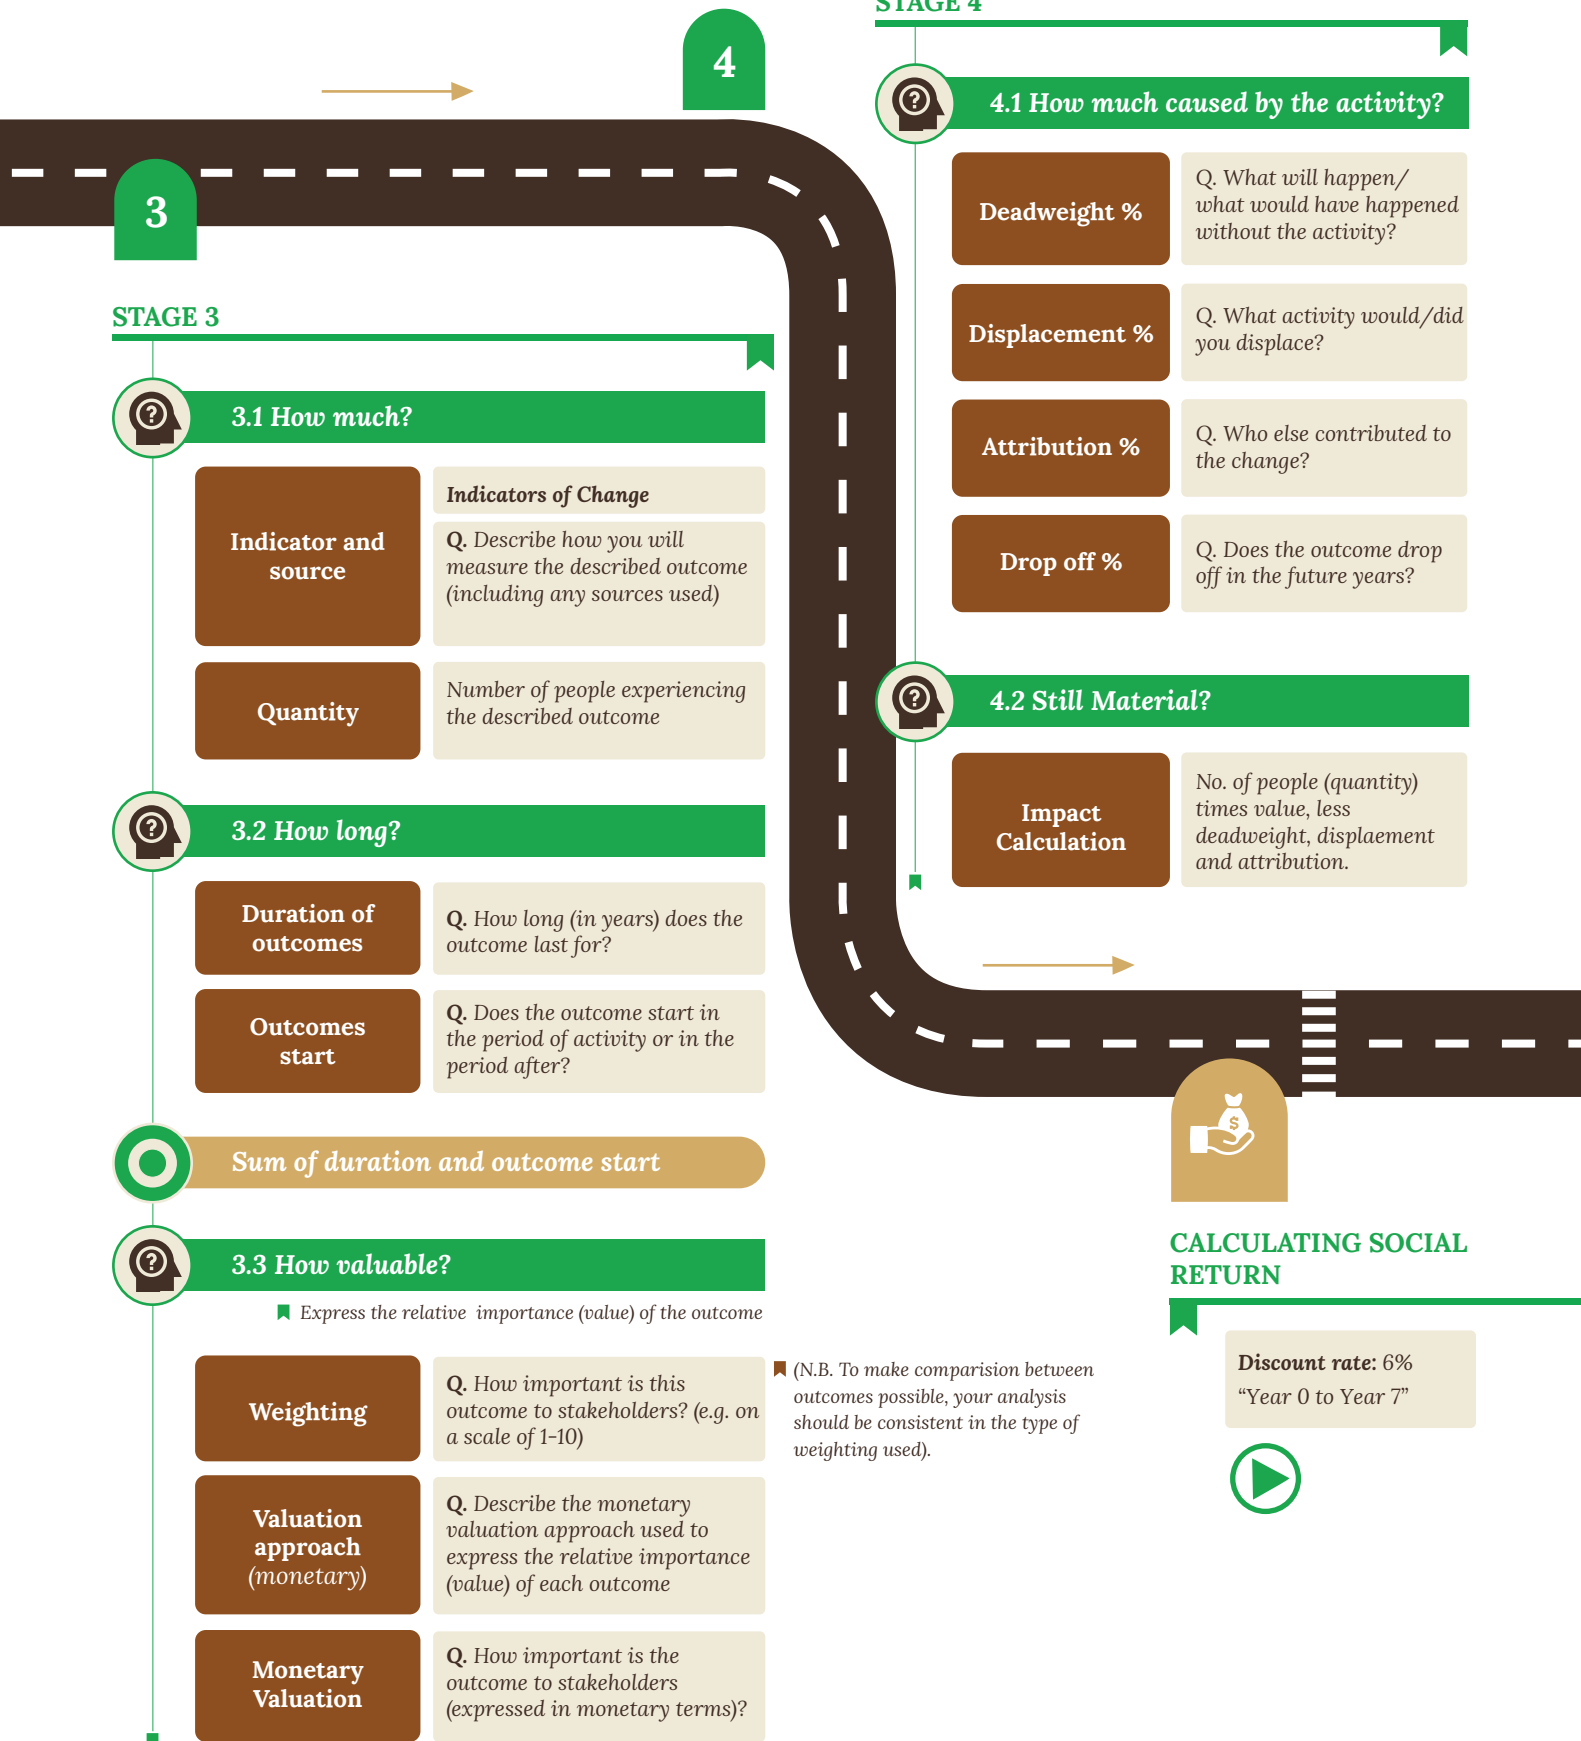 3
STAGE 3
3.1 How much?
Indicator and
source
Indicators of Change
Q. Describe how you will
measure the described outcome
(including any sources used)
Quantity
Number of people experiencing
the described outcome
3.2 How long?
Duration of
outcomes
Q. How long (in years) does the
outcome last for?
Outcomes
start
Q. Does the outcome start in
the period of activity or in the
period after?
Sum of duration and outcome start
3.3 How valuable?
Express the relative importance (value) of the outcome
Weighting
Q. How important is this
outcome to stakeholders? (e.g. on
a scale of 1-10)
(N.B. To make comparision between
outcomes possible, your analysis
should be consistent in the type of
weighting used).
Valuation
approach
(monetary)
Q. Describe the monetary
valuation approach used to
express the relative importance
(value) of each outcome
Monetary
Valuation
Q. How important is the
outcome to stakeholders
(expressed in monetary terms)?
4
STAGE 4
4.1 How much caused by the activity?
Deadweight %
Q. What will happen/
what would have happened
without the activity?
Displacement %
Q. What activity would/did
you displace?
Attribution %
Q. Who else contributed to
the change?
Drop off %
Q. Does the outcome drop
off in the future years?
4.2 Still Material?
Impact
Calculation
No. of people (quantity)
times value, less
deadweight, displaement
and attribution.
$
CALCULATING SOCIAL
RETURN
Discount rate: 6%
“Year 0 to Year 7”